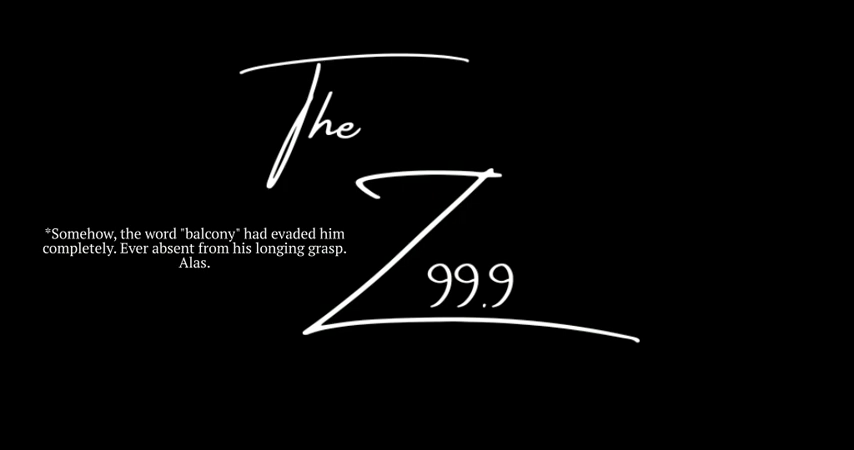 The
*Somehow, the word "balcony" had evaded him
completely. Ever absent from his longing grasp.
Alas.
Z 99.9